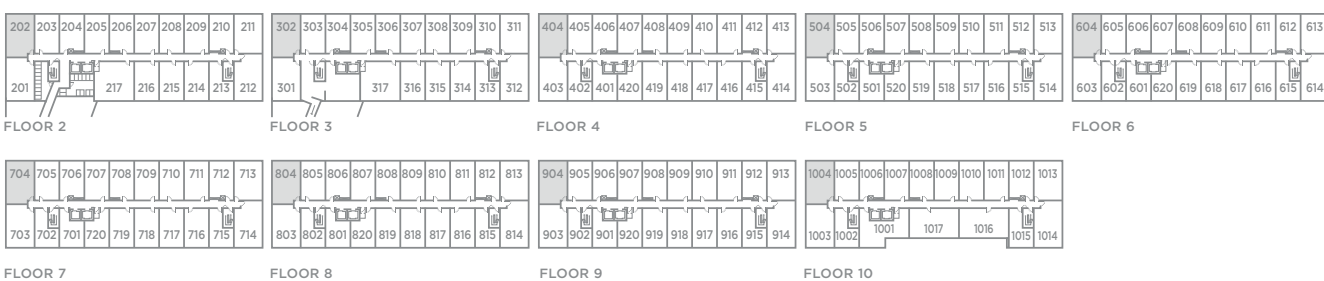 202 203 204 205 206 207 208 209 210 211
201 217 216 215 214 213 212
FLOOR 2
302 303 304 305 306 307 308 309 310 311
301 317 316 315 314 313 312
FLOOR 3
404 405 406 407 408 409 410 411 412 413
403 402 401 420 419 418 417 416 415 414
FLOOR 4
504 505 506 507 508 509 510 511 512 513
503 502 501 520 519 518 517 516 515 514
FLOOR 5
604 605 606 607 608 609 610 611 612 613
603 602 601 620 619 618 617 616 615 614
FLOOR 6
704 705 706 707 708 709 710 711 712 713
703 702 701 720 719 718 717 716 715 714
FLOOR 7
804 805 806 807 808 809 810 811 812 813
803 802 801 820 819 818 817 816 815 814
FLOOR 8
904 905 906 907 908 909 910 911 912 913
903 902 901 920 919 918 917 916 915 914
FLOOR 9
1004 1005 1006 1007 1008 1009 1010 1011 1012 1013
1003 1002 1001 1017 1016 1015 1014
FLOOR 10